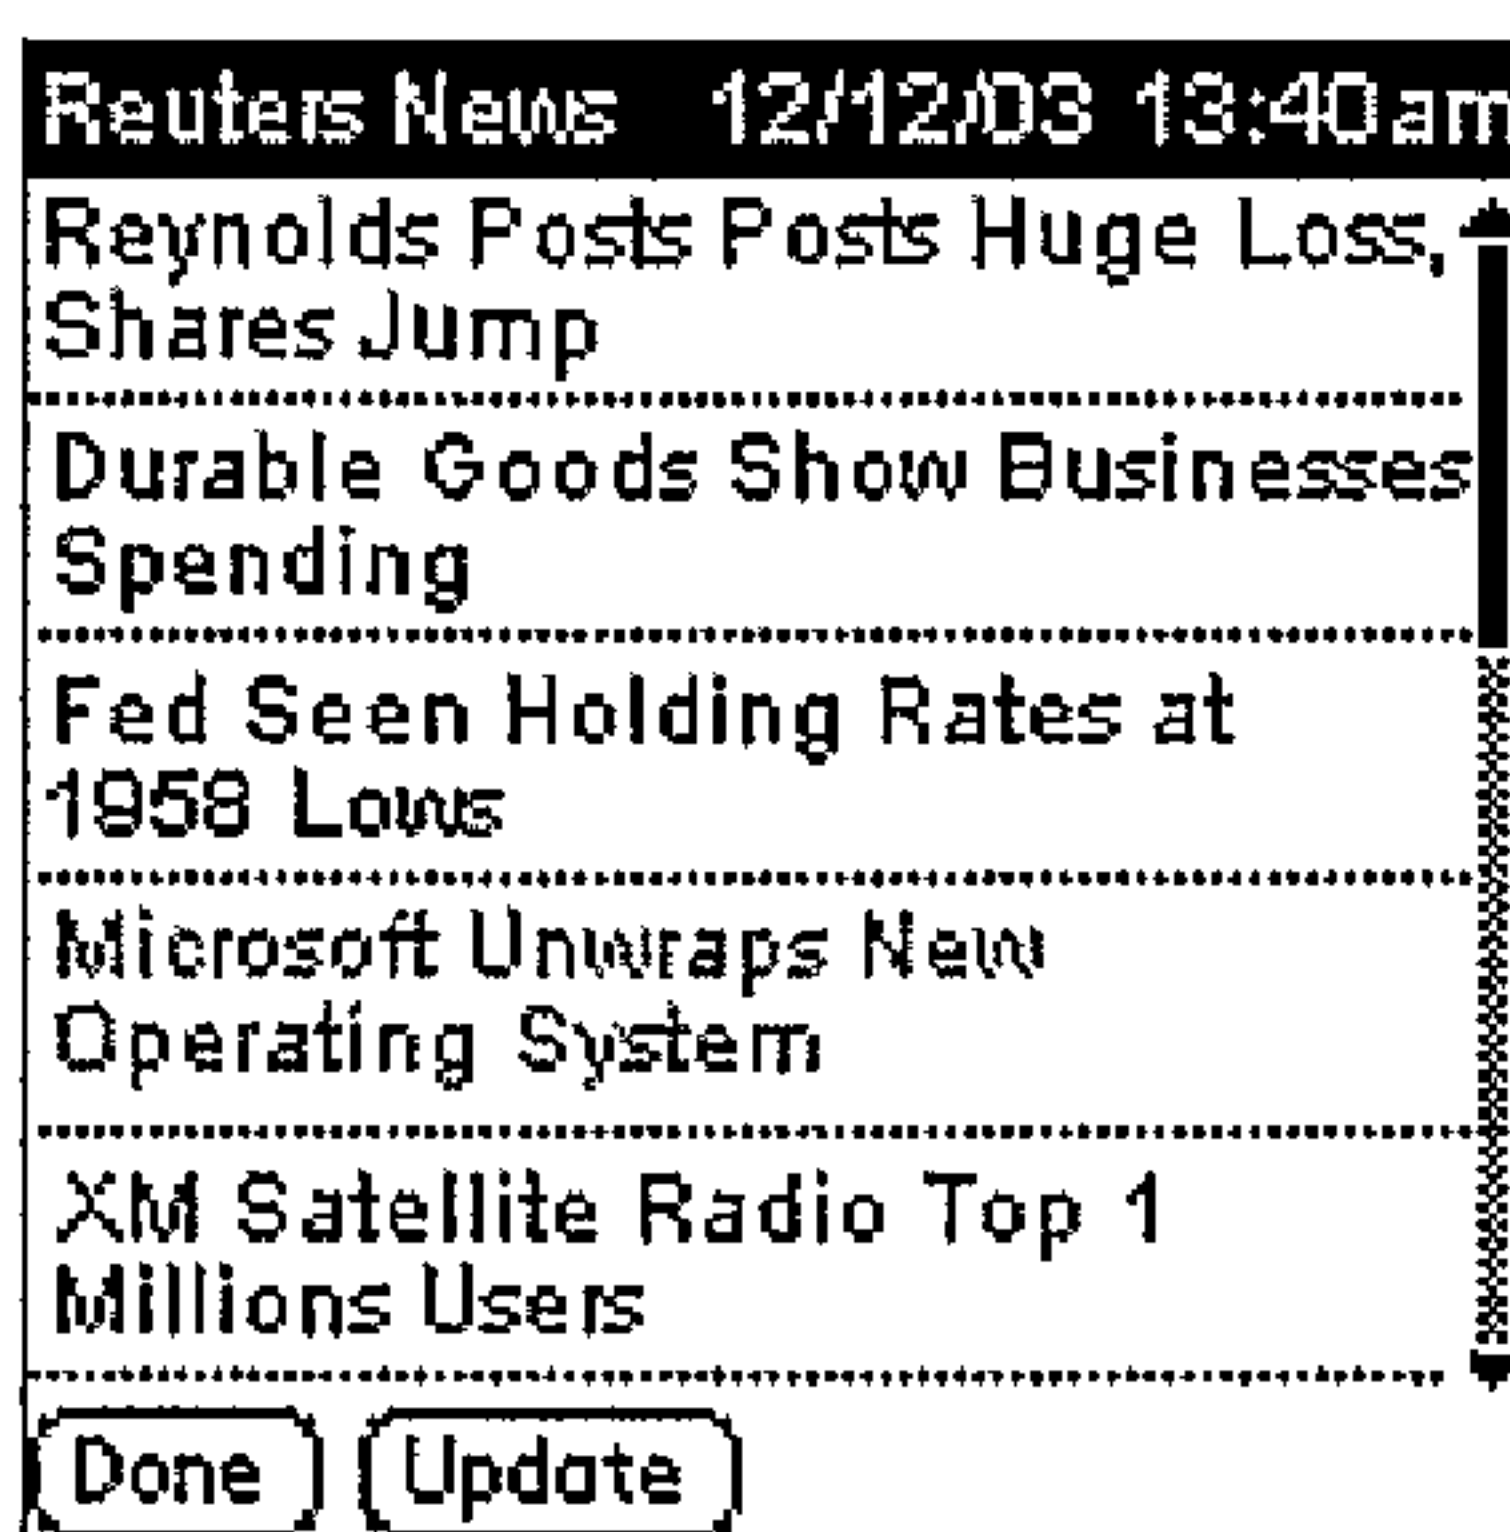 Reuters News 12/12/03 13:40am
Reynolds Posts Posts Huge Loss,
Shares Jump
Durable Goods Show Businesses
Spending
Fed Seen Holding Rates at
1958 Lows
Microsoft Unwraps New
Operating System
XM Satellite Radio Top 1
Millions Users
Done Update